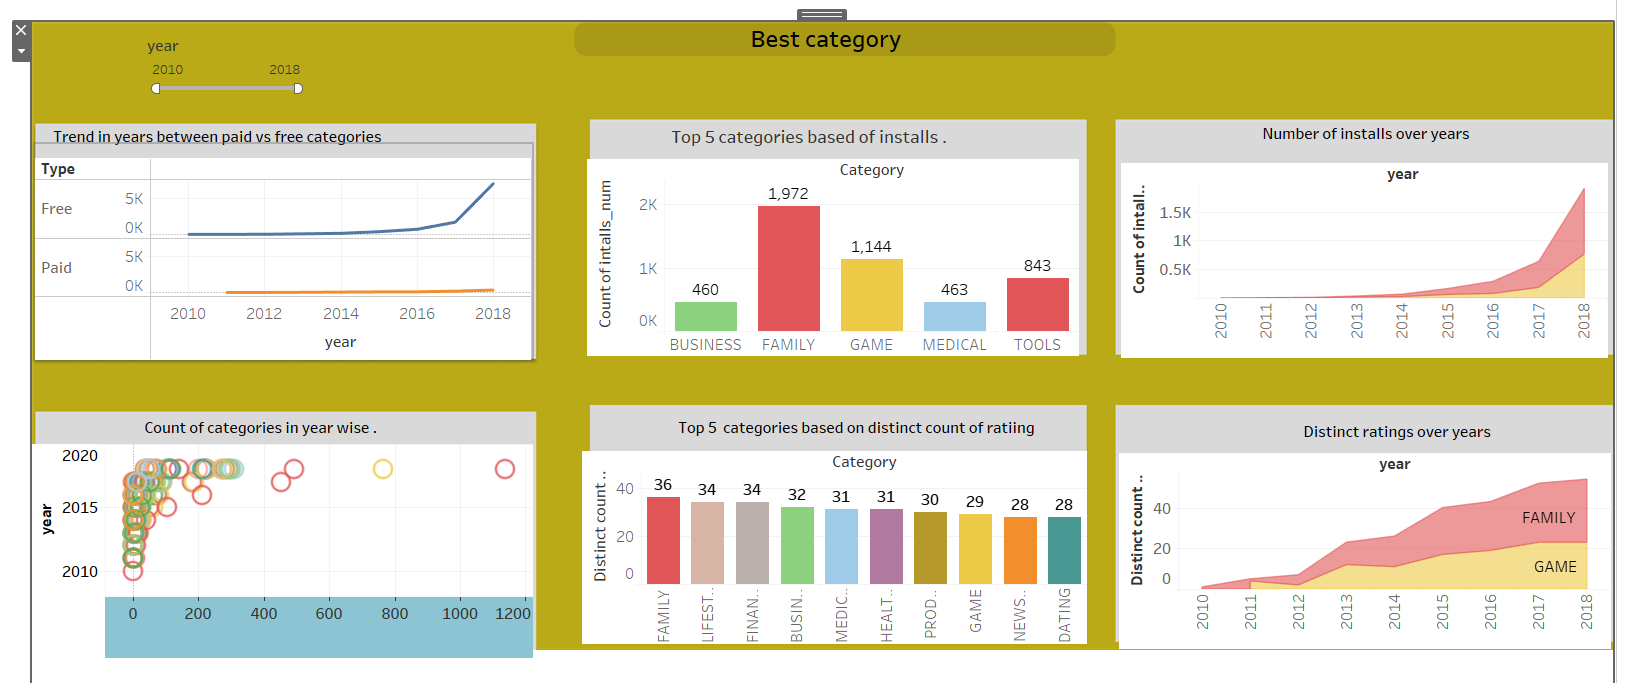 Best category
year
2010 2018
Trend in years between paid vs free categories
Type
Free
5K
0K
Paid
5K
0K
2010 2012 2014 2016 2018
year
Top 5 categories based of installs .
Category
Count of intalls_num
2K
1K
0K
460
1,972
1,144
463
843
BUSINESS FAMILY GAME MEDICAL TOOLS
Number of installs over years
year
Count of intall..
1.5K
1K
0.5K
2010 2011 2012 2013 2014 2015 2016 2017 2018
Count of categories in year wise .
year
2020
2015
2010
0 200 400 600 800 1000 1200
Top 5  categories based on distinct count of ratiing
Category
Distinct count ..
40
20
0
36 34 34 32 31 31 30 29 28 28
FAMILY LIFEST.. FINAN.. BUSIN.. MEDIC.. HEALT.. PROD.. GAME NEWS.. DATING
Distinct ratings over years
year
Distinct count ..
40
20
0
FAMILY
GAME
2010 2011 2012 2013 2014 2015 2016 2017 2018